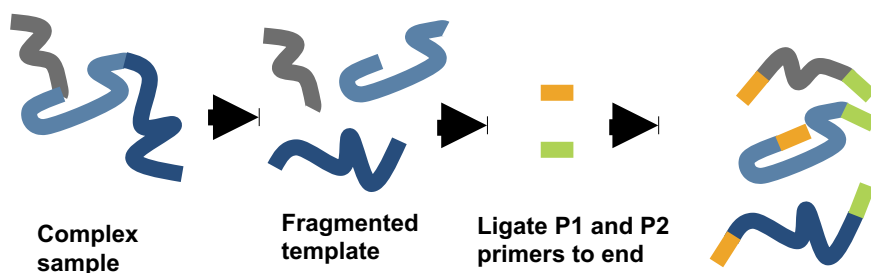 Complex
sample
Fragmented
template
Ligate P1 and P2
primers to end